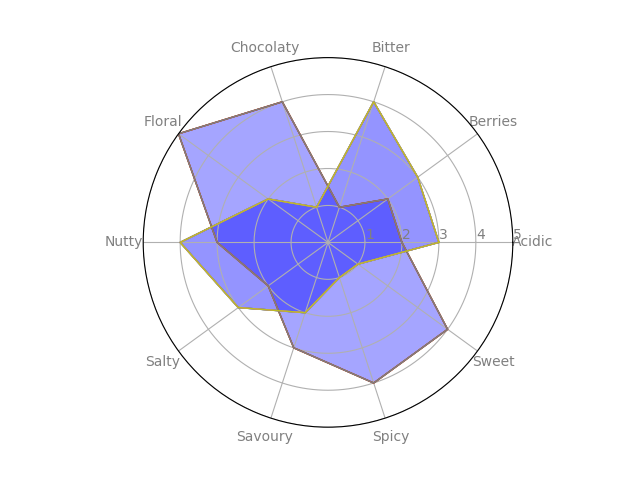 Chocolaty
Bitter
Floral
Berries
Nutty
1
2
3
4
5
Acidic
Salty
Sweet
Savoury
Spicy